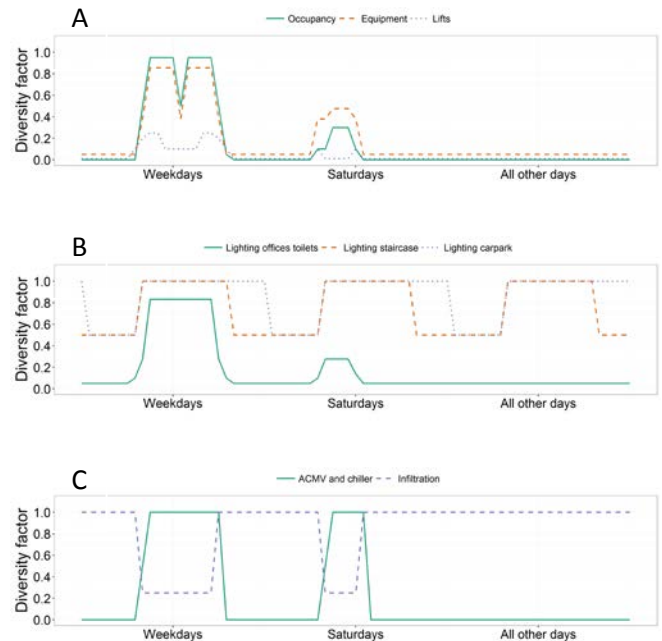 A
Occupancy Equipment Lifts
Diversity factor
1.0
0.8
0.6
0.4
0.2
0.0
Weekdays Saturdays All other days
B
Lighting offices toilets Lighting staircase Lighting carpark
Diversity factor
1.0
0.8
0.6
0.4
0.2
0.0
Weekdays Saturdays All other days
C
ACMV and chiller Infiltration
Diversity factor
1.0
0.8
0.6
0.4
0.2
0.0
Weekdays Saturdays All other days